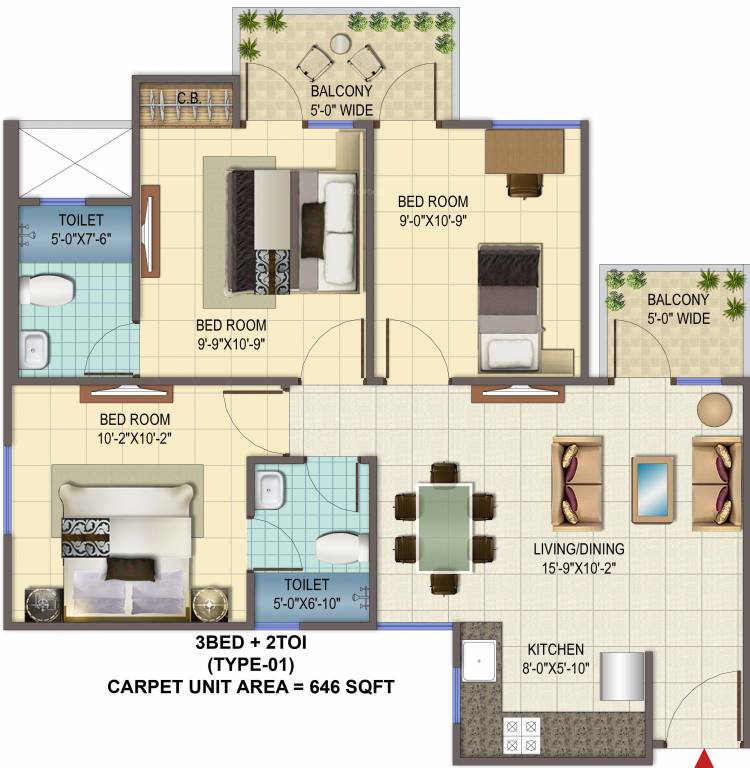 C.B.
BALCONY
5'-0" WIDE
TOILET
5'-0"X7'-6"
BED ROOM
9'-0"X10'-9"
BED ROOM
9'-9"X10'-9"
BALCONY
5'-0" WIDE
BED ROOM
10'-2"X10'-2"
LIVING/DINING
15'-9"X10'-2"
TOILET
5'-0"X6'-10"
KITCHEN
8'-0"X5'-10"
3BED + 2TOI
(TYPE-01)
CARPET UNIT AREA = 646 SQFT